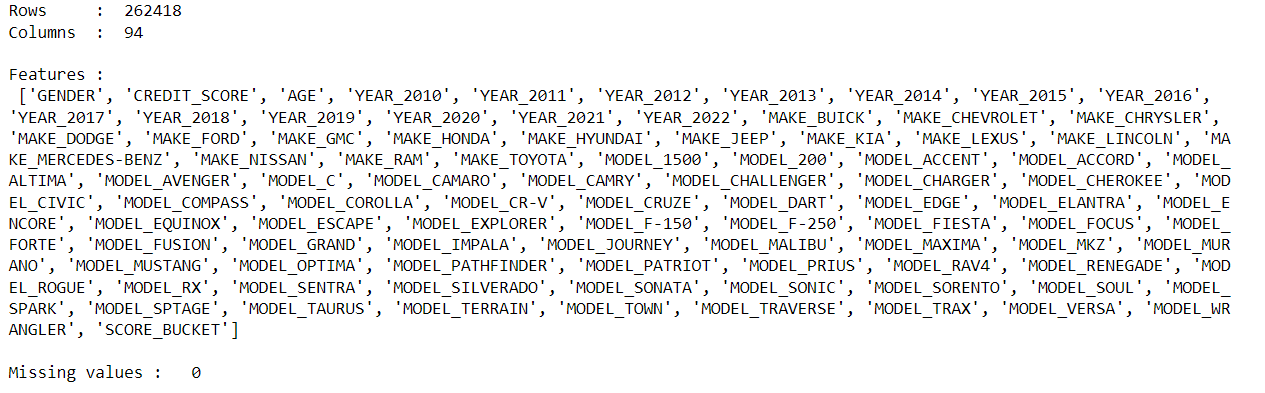 Rows     :  262418
Columns  :  94
Features :
['GENDER', 'CREDIT_SCORE', 'AGE', 'YEAR_2010', 'YEAR_2011', 'YEAR_2012', 'YEAR_2013', 'YEAR_2014', 'YEAR_2015', 'YEAR_2016',
'YEAR_2017', 'YEAR_2018', 'YEAR_2019', 'YEAR_2020', 'YEAR_2021', 'YEAR_2022', 'MAKE_BUICK', 'MAKE_CHEVROLET', 'MAKE_CHRYSLER',
'MAKE_DODGE', 'MAKE_FORD', 'MAKE_GMC', 'MAKE_HONDA', 'MAKE_HYUNDAI', 'MAKE_JEEP', 'MAKE_KIA', 'MAKE_LEXUS', 'MAKE_LINCOLN', 'MA
KE_MERCEDES-BENZ', 'MAKE_NISSAN', 'MAKE_RAM', 'MAKE_TOYOTA', 'MODEL_1500', 'MODEL_200', 'MODEL_ACCENT', 'MODEL_ACCORD', 'MODEL_
ALTIMA', 'MODEL_AVENGER', 'MODEL_C', 'MODEL_CAMARO', 'MODEL_CAMRY', 'MODEL_CHALLENGER', 'MODEL_CHARGER', 'MODEL_CHEROKEE', 'MOD
EL_CIVIC', 'MODEL_COMPASS', 'MODEL_COROLLA', 'MODEL_CR-V', 'MODEL_CRUZE', 'MODEL_DART', 'MODEL_EDGE', 'MODEL_ELANTRA', 'MODEL_E
NCORE', 'MODEL_EQUINOX', 'MODEL_ESCAPE', 'MODEL_EXPLORER', 'MODEL_F-150', 'MODEL_F-250', 'MODEL_FIESTA', 'MODEL_FOCUS', 'MODEL_
FORTE', 'MODEL_FUSION', 'MODEL_GRAND', 'MODEL_IMPALA', 'MODEL_JOURNEY', 'MODEL_MALIBU', 'MODEL_MAXIMA', 'MODEL_MKZ', 'MODEL_MUR
ANO', 'MODEL_MUSTANG', 'MODEL_OPTIMA', 'MODEL_PATHFINDER', 'MODEL_PATRIOT', 'MODEL_PRIUS', 'MODEL_RAV4', 'MODEL_RENEGADE', 'MOD
EL_ROGUE', 'MODEL_RX', 'MODEL_SENTRA', 'MODEL_SILVERADO', 'MODEL_SONATA', 'MODEL_SONIC', 'MODEL_SORENTO', 'MODEL_SOUL', 'MODEL_
SPARK', 'MODEL_SPTAGE', 'MODEL_TAURUS', 'MODEL_TERRAIN', 'MODEL_TOWN', 'MODEL_TRAVERSE', 'MODEL_TRAX', 'MODEL_VERSA', 'MODEL_WR
ANGLER', 'SCORE_BUCKET']
Missing values :   0